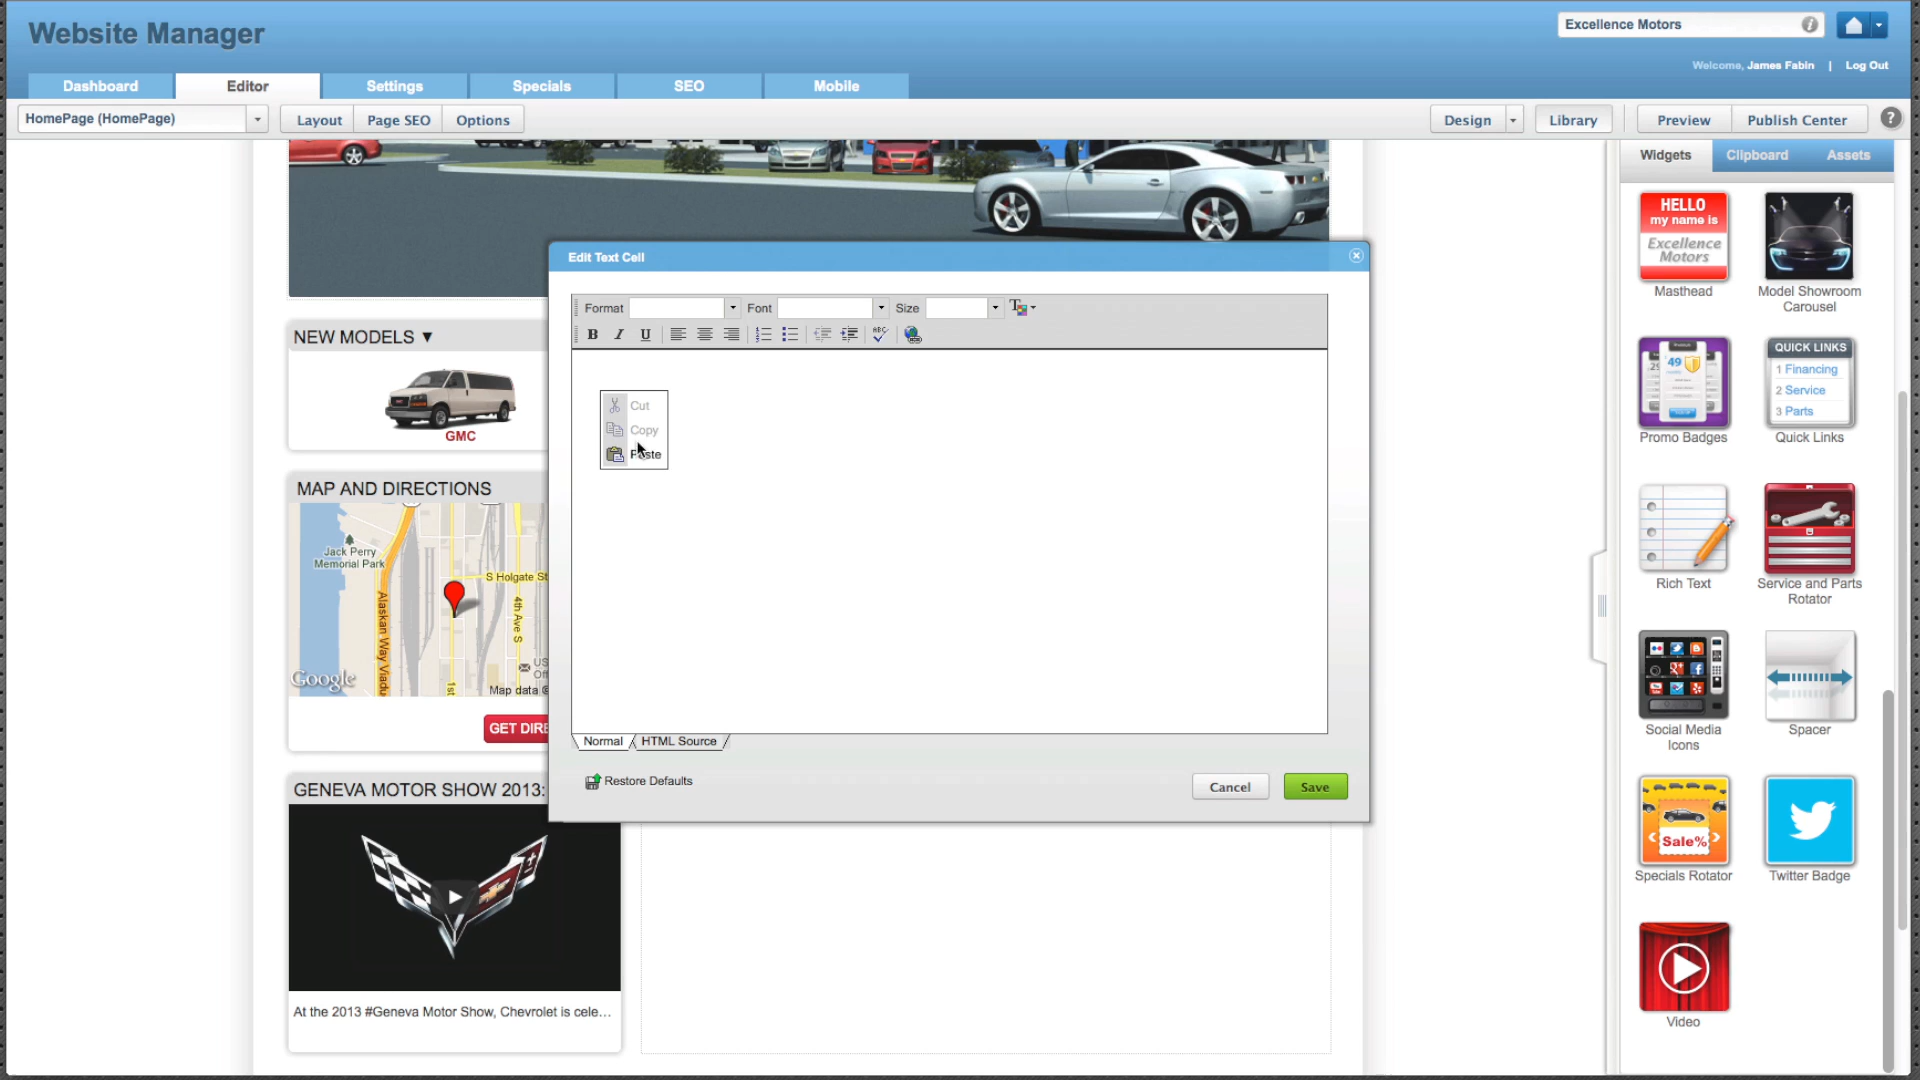 Website Manager
Excellence Motors
Welcome, James Fabin | Log Out
Dashboard
Editor
Settings
Specials
SEO
Mobile
HomePage (HomePage)
Layout
Page SEO
Options
Design
Library
Preview
Publish Center
?
Widgets
Clipboard
Assets
HELLO
my name is
Excellence
Motors
Masthead
Model Showroom
Carousel
49
Promo Badges
QUICK LINKS
1 Financing
2 Service
3 Parts
Quick Links
Rich Text
Service and Parts
Rotator
Social Media
Icons
Spacer
Sale%
Specials Rotator
Twitter Badge
Video
Edit Text Cell
Format
Font
Size
B I U
ABC
Cut
Copy
Paste
Normal
HTML Source
Restore Defaults
Cancel
Save
NEW MODELS ▼
GMC
MAP AND DIRECTIONS
Jack Perry
Memorial Park
S Holgate St
Alaskan Way Viadu
4th Ave S
1st
US
Google
Map data ©
GET DIRE
GENEVA MOTOR SHOW 2013:
At the 2013 #Geneva Motor Show, Chevrolet is cele...